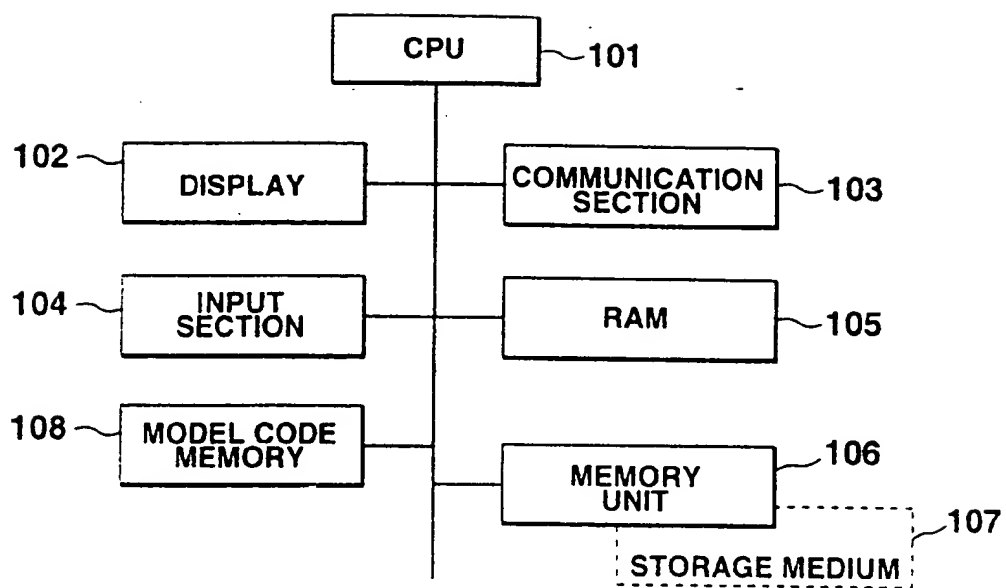 CPU
101
102
DISPLAY
COMMUNICATION
SECTION
103
104
INPUT
SECTION
RAM
105
108
MODEL CODE
MEMORY
MEMORY
UNIT
106
107
STORAGE MEDIUM